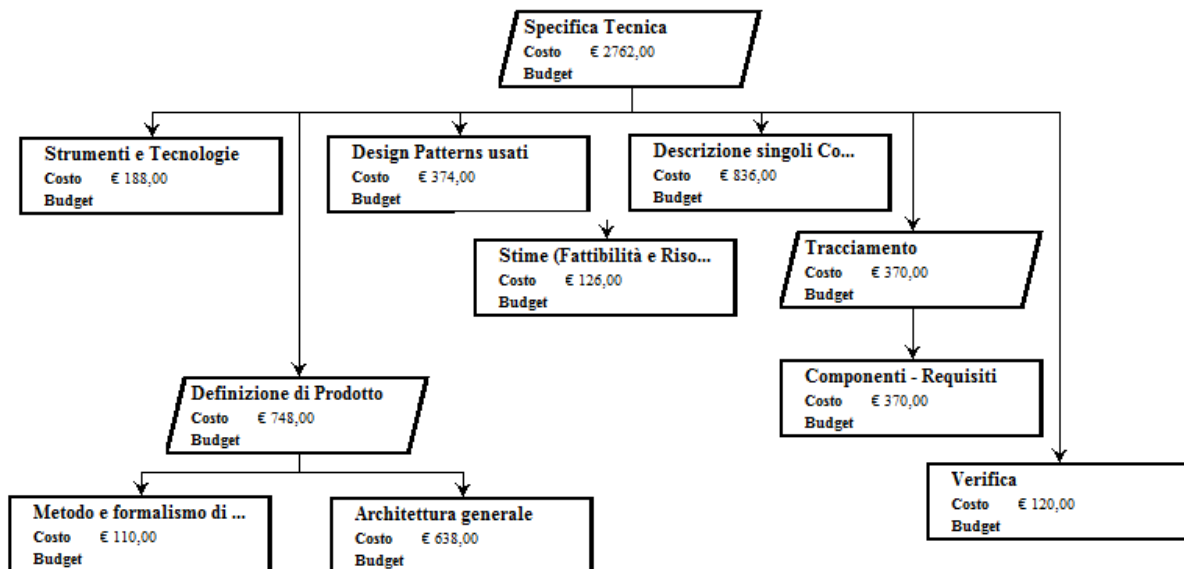 Specifica Tecnica
Costo € 2762,00
Budget
Strumenti e Tecnologie
Costo € 188,00
Budget
Design Patterns usati
Costo € 374,00
Budget
Descrizione singoli Co...
Costo € 836,00
Budget
Stime (Fattibilità e Riso...
Costo € 126,00
Budget
Tracciamento
Costo € 370,00
Budget
Definizione di Prodotto
Costo € 748,00
Budget
Componenti - Requisiti
Costo € 370,00
Budget
Metodo e formalismo di ...
Costo € 110,00
Budget
Architettura generale
Costo € 638,00
Budget
Verifica
Costo € 120,00
Budget